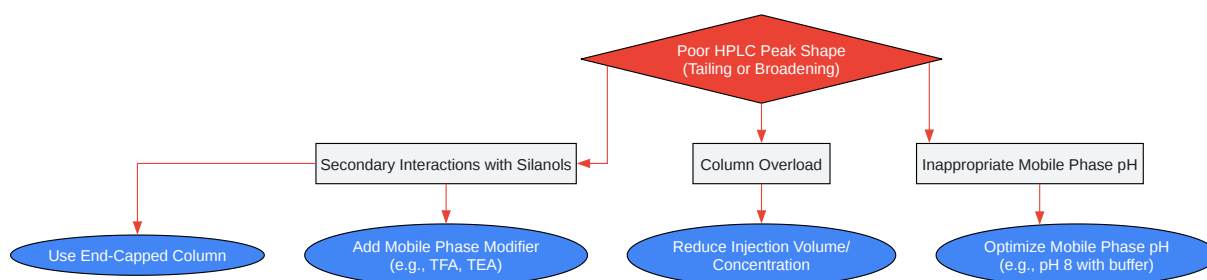 Poor HPLC Peak Shape
(Tailing or Broadening)
Secondary Interactions with Silanols
Column Overload
Inappropriate Mobile Phase pH
Use End-Capped Column
Add Mobile Phase Modifier
(e.g., TFA, TEA)
Reduce Injection Volume/
Concentration
Optimize Mobile Phase pH
(e.g., pH 8 with buffer)